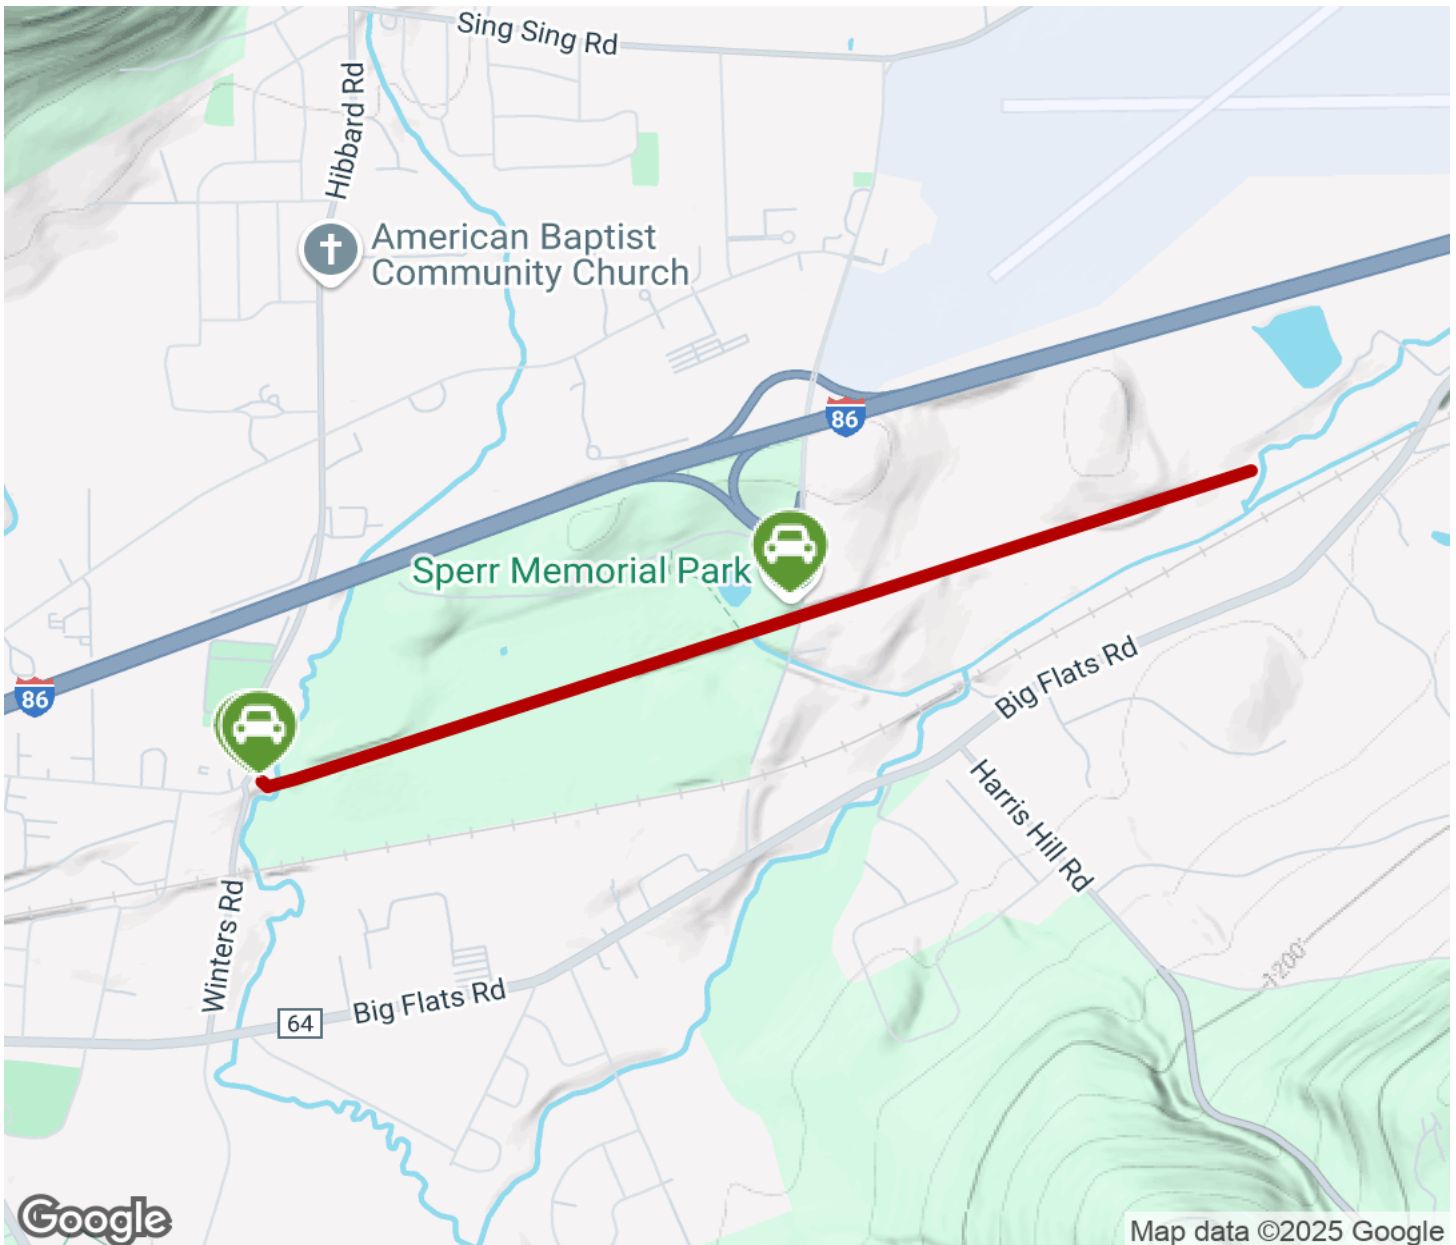 Sing Sing Rd
Hibbard Rd
American Baptist
Community Church
86
Sperr Memorial Park
86
Big Flats Rd
Harris Hill Rd
Winters Rd
1200'
64
Big Flats Rd
Google
Map data ©2025 Google